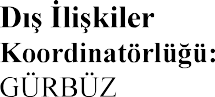 Dış İlişkiler
Koordinatörlüğü:
GÜRBÜZ